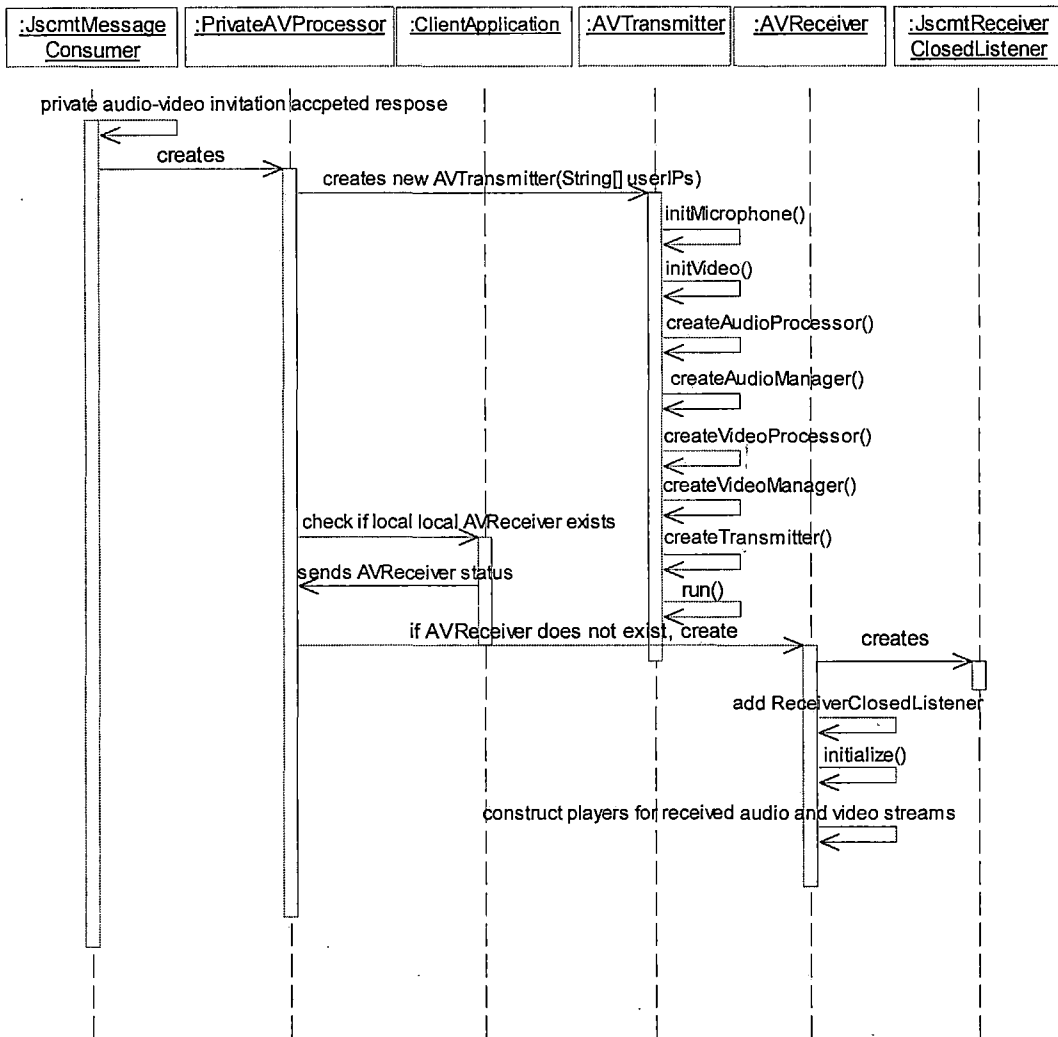 :JscmtMessage
Consumer
:PrivateAVProcessor
:ClientApplication
:AVTransmitter
:AVReceiver
:JscmtReceiver
ClosedListener
private audio-video invitation accpeted respose
creates
creates new AVTransmitter(String[] userIPs)
initMicrophone()
initVideo()
createAudioProcessor()
createAudioManager()
createVideoProcessor()
createVideoManager()
check if local local AVReceiver exists
createTransmitter()
sends AVReceiver status
run()
if AVReceiver does not exist, create
creates
add ReceiverClosedListener
initialize()
construct players for received audio and video streams